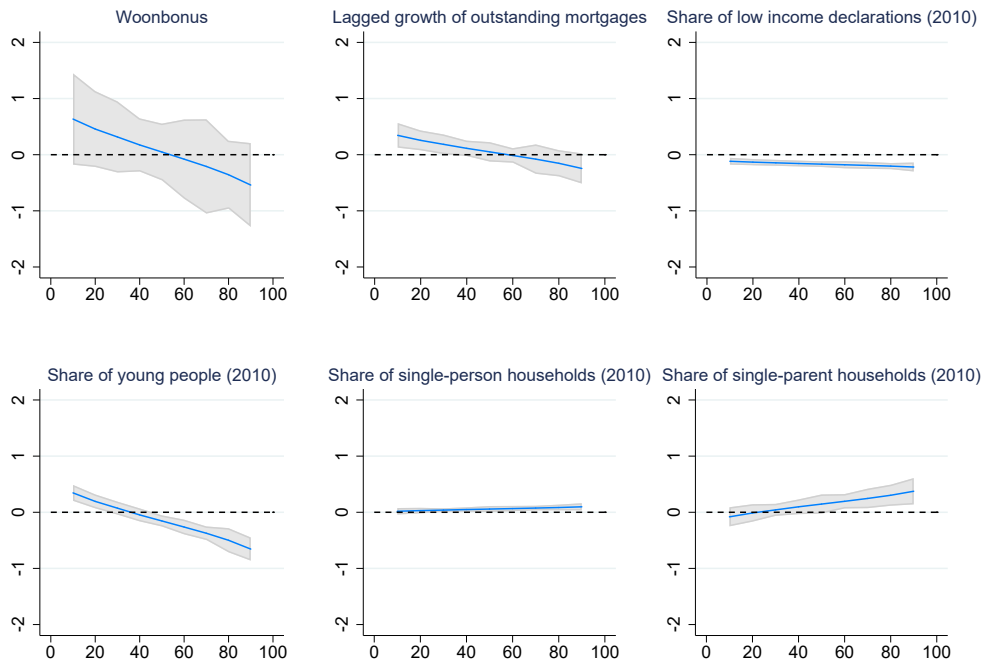 Woonbonus
2
1
0
-1
-2
0 20 40 60 80 100
Lagged growth of outstanding mortgages
2
1
0
-1
-2
0 20 40 60 80 100
Share of low income declarations (2010)
2
1
0
-1
-2
0 20 40 60 80 100
Share of young people (2010)
2
1
0
-1
-2
0 20 40 60 80 100
Share of single-person households (2010)
2
1
0
-1
-2
0 20 40 60 80 100
Share of single-parent households (2010)
2
1
0
-1
-2
0 20 40 60 80 100